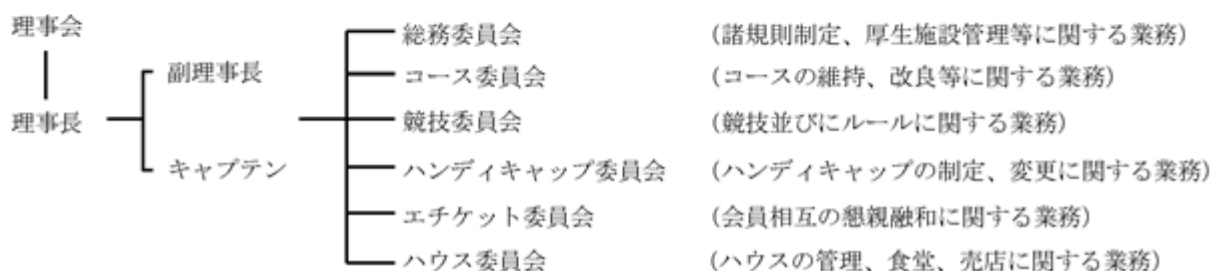 理事会
理事長
副理事長
キャプテン
総務委員会 (諸規則制定、厚生施設管理等に関する業務)
コース委員会 (コースの維持、改良等に関する業務)
競技委員会 (競技並びにルールに関する業務)
ハンディキャップ委員会 (ハンディキャップの制定、変更に関する業務)
エチケット委員会 (会員相互の懇親融和に関する業務)
ハウス委員会 (ハウスの管理、食堂、売店に関する業務)